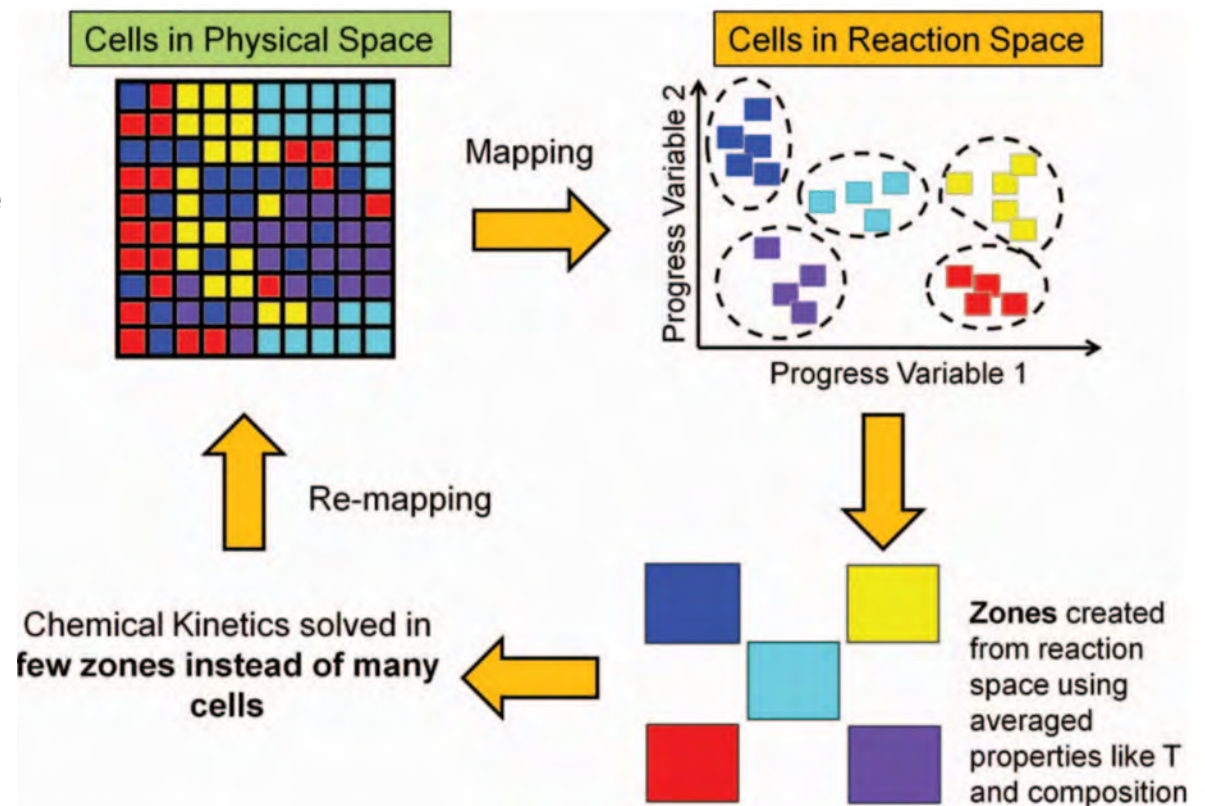 Cells in Physical Space
Cells in Reaction Space
Mapping
Progress Variable 2
Progress Variable 1
Re-mapping
Chemical Kinetics solved in
few zones instead of many
cells
Zones created
from reaction
space using
averaged
properties like T
and composition